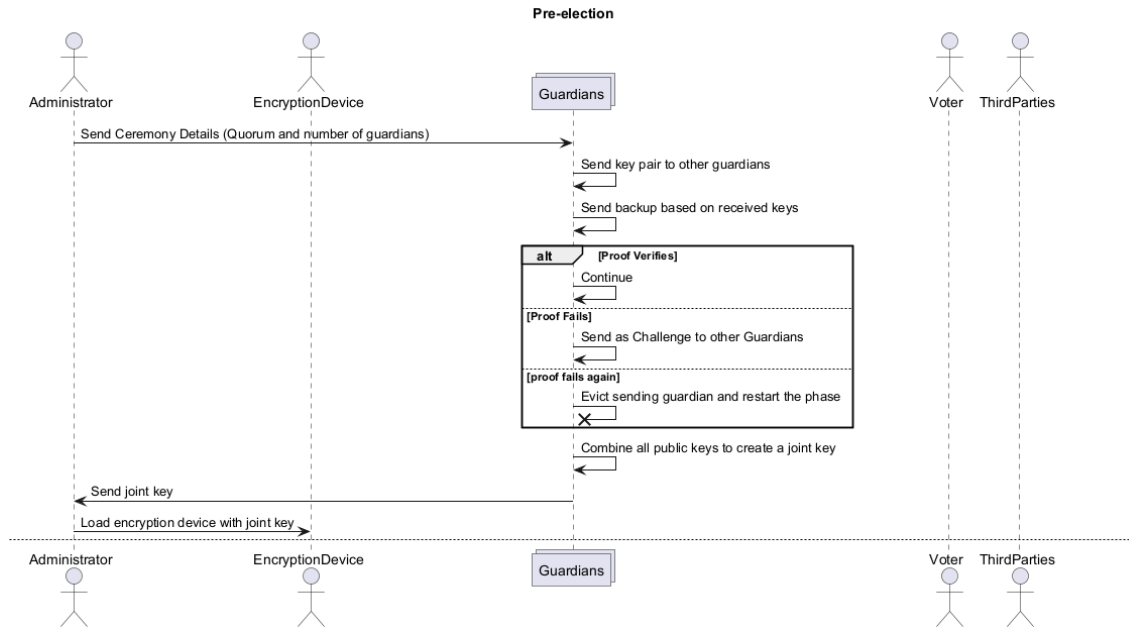 Pre-election
Administrator
EncryptionDevice
Guardians
Voter
ThirdParties
Send Ceremony Details (Quorum and number of guardians)
Send key pair to other guardians
Send backup based on received keys
alt [Proof Verifies]
Continue
[Proof Fails]
Send as Challenge to other Guardians
[proof fails again]
Evict sending guardian and restart the phase
Combine all public keys to create a joint key
Send joint key
Load encryption device with joint key
Administrator
EncryptionDevice
Guardians
Voter
ThirdParties